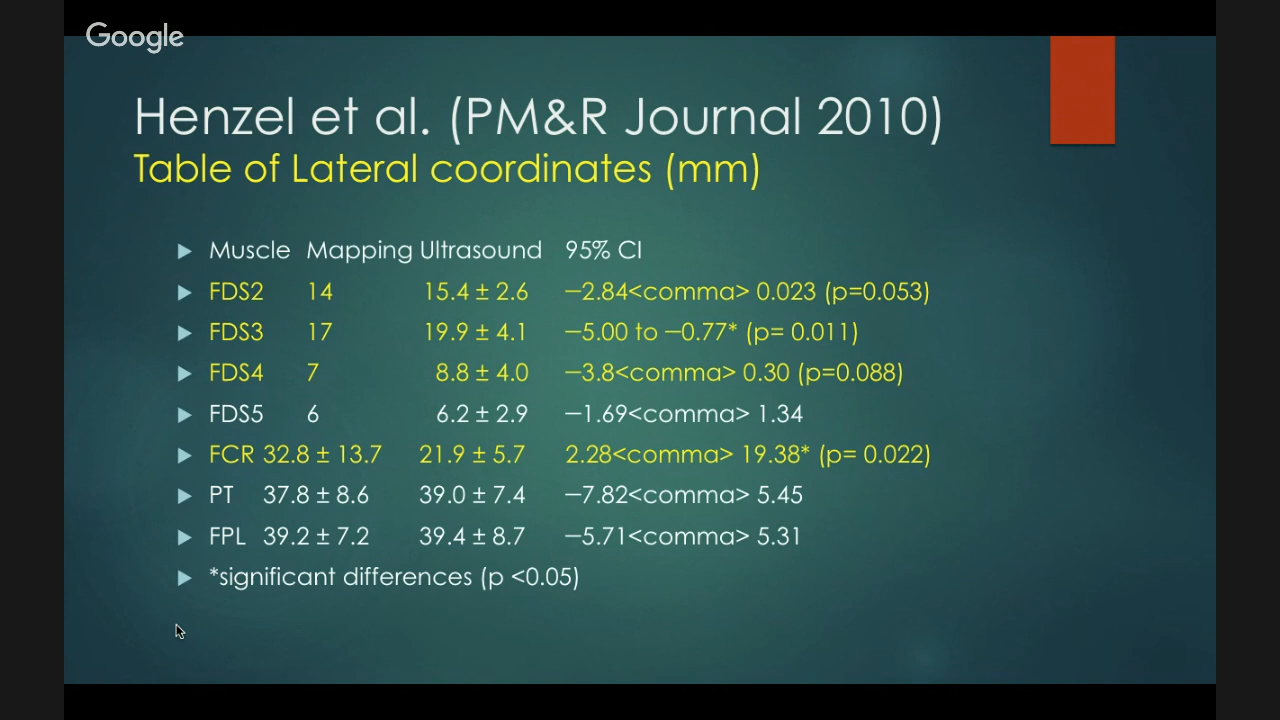 Google
Henzel et al. (PM&R Journal 2010)
Table of Lateral coordinates (mm)
Muscle Mapping Ultrasound 95% CI
FDS2 14 15.4 ± 2.6 −2.84<comma> 0.023 (p=0.053)
FDS3 17 19.9 ± 4.1 −5.00 to −0.77* (p= 0.011)
FDS4 7 8.8 ± 4.0 −3.8<comma> 0.30 (p=0.088)
FDS5 6 6.2 ± 2.9 −1.69<comma> 1.34
FCR 32.8 ± 13.7 21.9 ± 5.7 2.28<comma> 19.38* (p= 0.022)
PT 37.8 ± 8.6 39.0 ± 7.4 −7.82<comma> 5.45
FPL 39.2 ± 7.2 39.4 ± 8.7 −5.71<comma> 5.31
*significant differences (p <0.05)